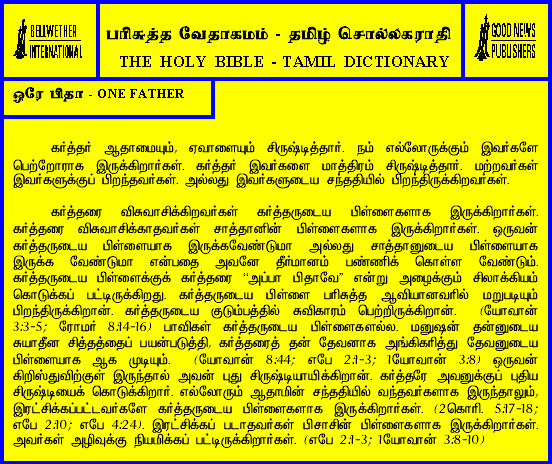 BELLWETHER
INTERNATIONAL
பரிசுத்த வேதாகமம் - தமிழ் சொல்லகராதி
THE HOLY BIBLE - TAMIL DICTIONARY
GOOD NEWS
PUBLISHERS
ஒரே பிதா - ONE FATHER
கர்த்தர் ஆதாமையும், ஏவாளையும் சிருஷ்டித்தார். நம் எல்லோருக்கும் இவர்களே
பெற்றோராக இருக்கிறார்கள். கர்த்தர் இவர்களை மாத்திரம் சிருஷ்டித்தார். மற்றவர்கள்
இவர்களுக்குப் பிறந்தவர்கள். அல்லது இவர்களுடைய சந்ததியில் பிறந்திருக்கிறவர்கள்.
கர்த்தரை விசுவாசிக்கிறவர்கள் கர்த்தருடைய பிள்ளைகளாக இருக்கிறார்கள்.
கர்த்தரை விசுவாசிக்காதவர்கள் சாத்தானின் பிள்ளைகளாக இருக்கிறார்கள். ஒருவன்
கர்த்தருடைய பிள்ளையாக இருக்கவேண்டுமா அல்லது சாத்தானுடைய பிள்ளையாக
இருக்க வேண்டுமா என்பதை அவனே தீர்மானம் பண்ணிக் கொள்ள வேண்டும்.
கர்த்தருடைய பிள்ளைக்குக் கர்த்தரை “அப்பா பிதாவே” என்று அழைக்கும் சிலாக்கியம்
கொடுக்கப் பட்டிருக்கிறது. கர்த்தருடைய பிள்ளை பரிசுத்த ஆவியானவரில் மறுபடியும்
பிறந்திருக்கிறான். கர்த்தருடைய குடும்பத்தில் சுவிகாரம் பெற்றிருக்கிறான். (யோவான்
3:3-5; ரோமர் 8:14-16) பாவிகள் கர்த்தருடைய பிள்ளைகளல்ல. மனுஷன் தன்னுடைய
சுயாதீன சித்தத்தைப் பயன்படுத்தி, கர்த்தரைத் தன் தேவனாக அங்கிகரித்து தேவனுடைய
பிள்ளையாக ஆக முடியும். (யோவான் 8:44; எபே 2:1-3; 1யோவான் 3:8) ஒருவன்
கிறிஸ்துவிற்குள் இருந்தால் அவன் புது சிருஷ்டியாயிக்கிறான். கர்த்தரே அவனுக்குப் புதிய
சிருஷ்டியைக் கொடுக்கிறார். எல்லோரும் ஆதாமின் சந்ததியில் வந்தவர்களாக இருந்தாலும்,
இரட்சிக்கப்பட்டவர்களே கர்த்தருடைய பிள்ளைகளாக இருக்கிறார்கள். (2கொரி. 5:17-18;
எபே 2:10; எபே 4:24). இரட்சிக்கப் படாதவர்கள் பிசாசின் பிள்ளைகளாக இருக்கிறார்கள்.
அவர்கள் அழிவுக்கு நியமிக்கப் பட்டிருக்கிறார்கள். (எபே 2:1-3; 1யோவான் 3:8-10)